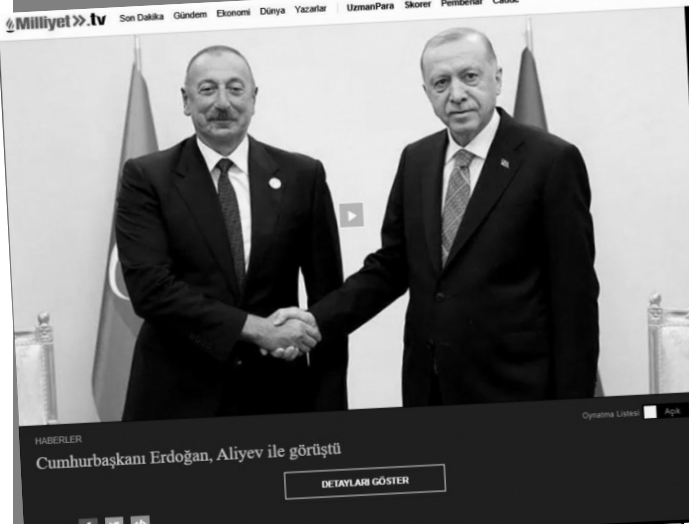 Milliyet.tv
Son Dakika Gündem Ekonomi Dünya Yazarlar UzmanPara Skorer Pembenar Cadde
Oynatma Listesi Açık
HABERLER
Cumhurbaşkanı Erdoğan, Aliyev ile görüştü
DETAYLARI GÖSTER